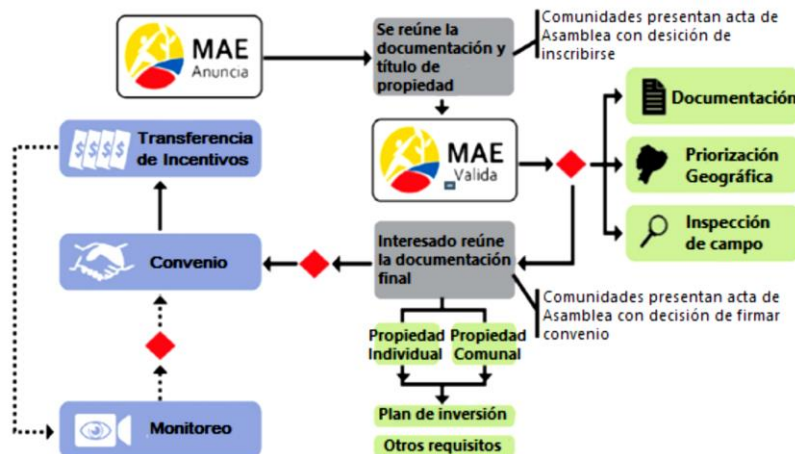 MAE
Anuncia
Se reúne la
documentación y
título de
propiedad
Comunidades presentan acta de
Asamblea con desición de
inscribirse
Documentación
Transferencia
de Incentivos
MAE
Valida
Priorización
Geográfica
Convenio
Interesado reúne
la documentación
final
Inspección
de campo
Comunidades presentan acta de
Asamblea con decisión de firmar
convenio
Propiedad
Individual
Propiedad
Comunal
Monitoreo
Plan de inversión
Otros requisitos